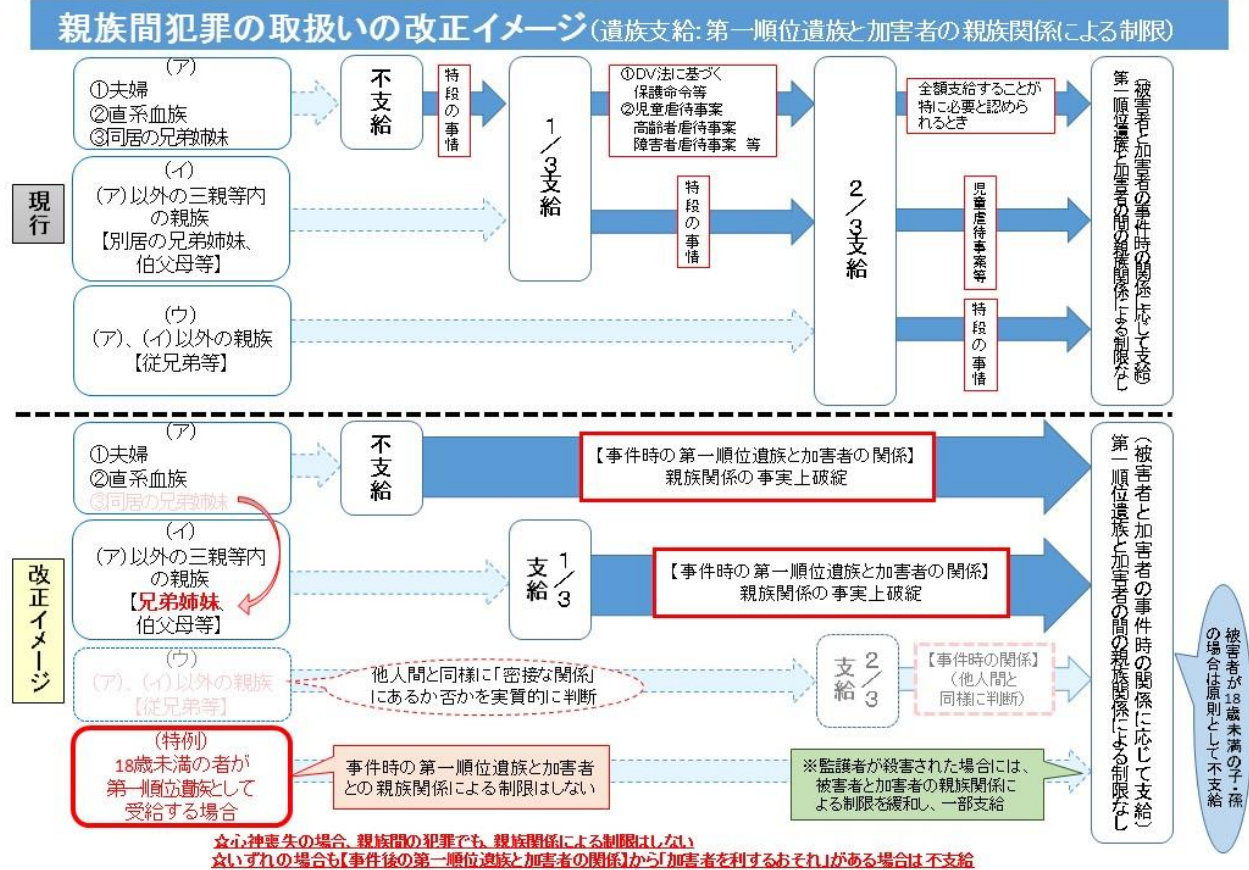 親族間犯罪の取扱いの改正イメージ(遺族支給:第一順位遺族と加害者の親族関係による制限)
現行
(ア)
①夫婦
②直系血族
③同居の兄弟姉妹
不支給
特段の事情
1/3支給
①DV法に基づく
保護命令等
②児童虐待事案
高齢者虐待事案
障害者虐待事案 等
2/3支給
全額支給することが
特に必要と認めら
れるとき
第一順位遺族と加害者の間の親族関係による制限なし
(被害者と加害者の事件時の関係に応じて支給)
(イ)
(ア)以外の三親等内
の親族
【別居の兄弟姉妹、
伯父母等】
特段の事情
児童虐待事案等
(ウ)
(ア)、(イ)以外の親族
【従兄弟等】
特段の事情
改正イメージ
(ア)
①夫婦
②直系血族
③同居の兄弟姉妹
不支給
【事件時の第一順位遺族と加害者の関係】
親族関係の事実上破綻
第一順位遺族と加害者の間の親族関係による制限なし
(被害者と加害者の事件時の関係に応じて支給)
(イ)
(ア)以外の三親等内
の親族
【兄弟姉妹、
伯父母等】
1/3
支給
【事件時の第一順位遺族と加害者の関係】
親族関係の事実上破綻
(ウ)
(ア)、(イ)以外の親族
【従兄弟等】
他人間と同様に「密接な関係」
にあるか否かを実質的に判断
2/3
支給
【事件時の関係】
(他人間と
同様に判断)
被害者が18歳未満の子・孫
の場合は原則として不支給
(特例)
18歳未満の者が
第一順位遺族として
受給する場合
事件時の第一順位遺族と加害者
との親族関係による制限はしない
※監護者が殺害された場合には、
被害者と加害者の親族関係に
よる制限を緩和し、一部支給
☆心神喪失の場合、親族間の犯罪でも、親族関係による制限はしない
☆いずれの場合も【事件後の第一順位遺族と加害者の関係】から「加害者を利するおそれ」がある場合は不支給